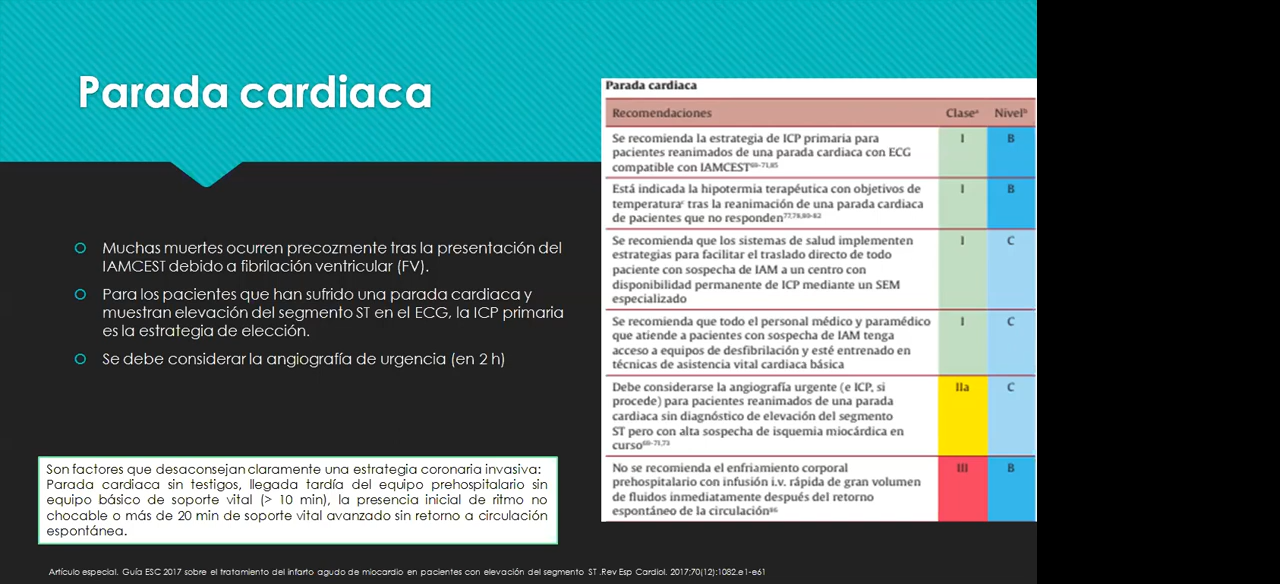 Parada cardiaca
Muchas muertes ocurren precozmente tras la presentación del
IAMCEST debido a fibrilación ventricular (FV).
Para los pacientes que han sufrido una parada cardiaca y
muestran elevación del segmento ST en el ECG, la ICP primaria
es la estrategia de elección.
Se debe considerar la angiografía de urgencia (en 2 h)
Son factores que desaconsejan claramente una estrategia coronaria invasiva:
Parada cardiaca sin testigos, llegada tardía del equipo prehospitalario sin
equipo básico de soporte vital (> 10 min), la presencia inicial de ritmo no
chocable o más de 20 min de soporte vital avanzado sin retorno a circulación
espontánea.
Parada cardiaca
Recomendaciones Claseᵃ Nivelᵇ
Se recomienda la estrategia de ICP primaria para I B
pacientes reanimados de una parada cardiaca con ECG
compatible con IAMCEST⁶⁹⁻⁷¹,⁸⁵
Está indicada la hipotermia terapéutica con objetivos de I B
temperaturaᶜ tras la reanimación de una parada cardiaca
de pacientes que no responden⁷⁷,⁷⁸,⁸⁰⁻⁸²
Se recomienda que los sistemas de salud implementen I C
estrategias para facilitar el traslado directo de todo
paciente con sospecha de IAM a un centro con
disponibilidad permanente de ICP mediante un SEM
especializado
Se recomienda que todo el personal médico y paramédico I C
que atiende a pacientes con sospecha de IAM tenga
acceso a equipos de desfibrilación y esté entrenado en
técnicas de asistencia vital cardiaca básica
Debe considerarse la angiografía urgente (e ICP, si IIa C
procede) para pacientes reanimados de una parada
cardiaca sin diagnóstico de elevación del segmento
ST pero con alta sospecha de isquemia miocárdica en
curso⁶⁹⁻⁷¹,⁷³
No se recomienda el enfriamiento corporal III B
prehospitalario con infusión i.v. rápida de gran volumen
de fluidos inmediatamente después del retorno
espontáneo de la circulación⁸⁶
Artículo especial. Guía ESC 2017 sobre el tratamiento del infarto agudo de miocardio en pacientes con elevación del segmento ST .Rev Esp Cardiol. 2017;70(12):1082.e1-e61